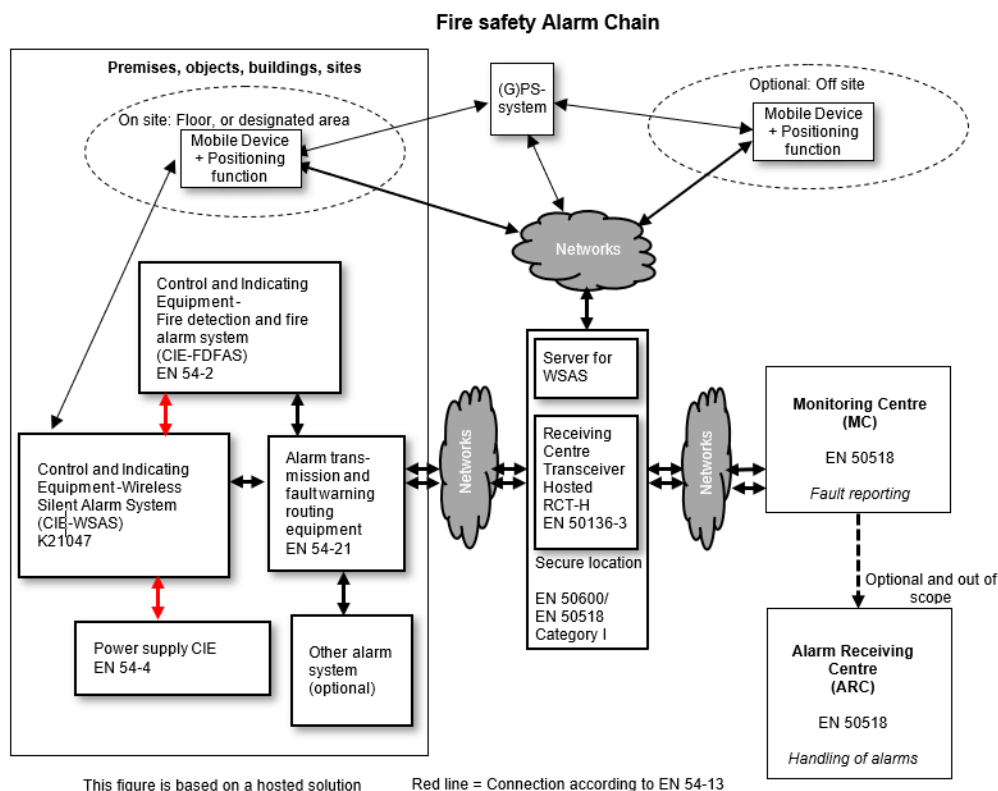 Fire safety Alarm Chain
Premises, objects, buildings, sites
(G)PS-
system
Optional: Off site
On site: Floor, or designated area
Mobile Device
+ Positioning
function
Mobile Device
+ Positioning
function
Networks
Control and Indicating
Equipment-
Fire detection and fire
alarm system
(CIE-FDFAS)
EN 54-2
Server for
WSAS
Control and Indicating
Equipment-Wireless
Silent Alarm System
(CIE-WSAS)
K21047
Alarm trans-
mission and
fault warning
routing
equipment
EN 54-21
Networks
Receiving
Centre
Transceiver
Hosted
RCT-H
EN 50136-3
Secure location
EN 50600/
EN 50518
Category I
Networks
Monitoring Centre
(MC)
EN 50518
Fault reporting
Optional and out of
scope
Power supply CIE
EN 54-4
Other alarm
system
(optional)
Alarm Receiving
Centre
(ARC)
EN 50518
Handling of alarms
This figure is based on a hosted solution
Red line = Connection according to EN 54-13